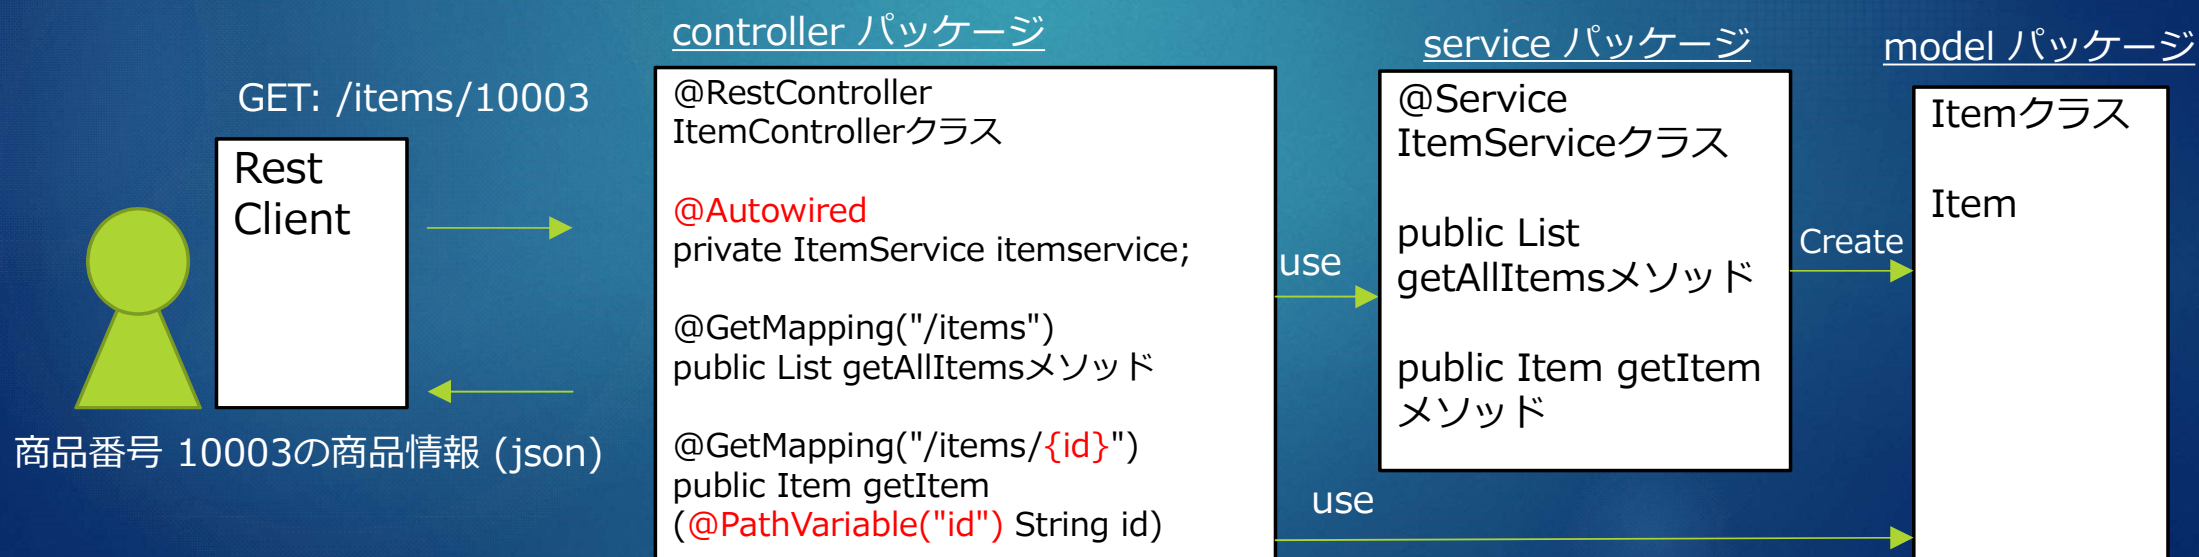 GET: /items/10003
Rest
Client
商品番号 10003の商品情報 (json)
controller パッケージ
@RestController
ItemControllerクラス
@Autowired
private ItemService itemservice;
@GetMapping("/items")
public List getAllItemsメソッド
@GetMapping("/items/{id}")
public Item getItem
(@PathVariable("id") String id)
use
use
service パッケージ
@Service
ItemServiceクラス
public List
getAllItemsメソッド
public Item getItem
メソッド
Create
model パッケージ
Itemクラス
Item